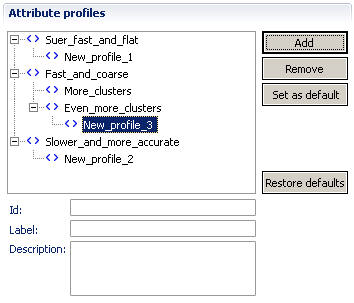 Attribute profiles
Suer_fast_and_flat
New_profile_1
Fast_and_coarse
More_clusters
Even_more_clusters
New_profile_3
Slower_and_more_accurate
New_profile_2
Add
Remove
Set as default
Restore defaults
Id:
Label:
Description: